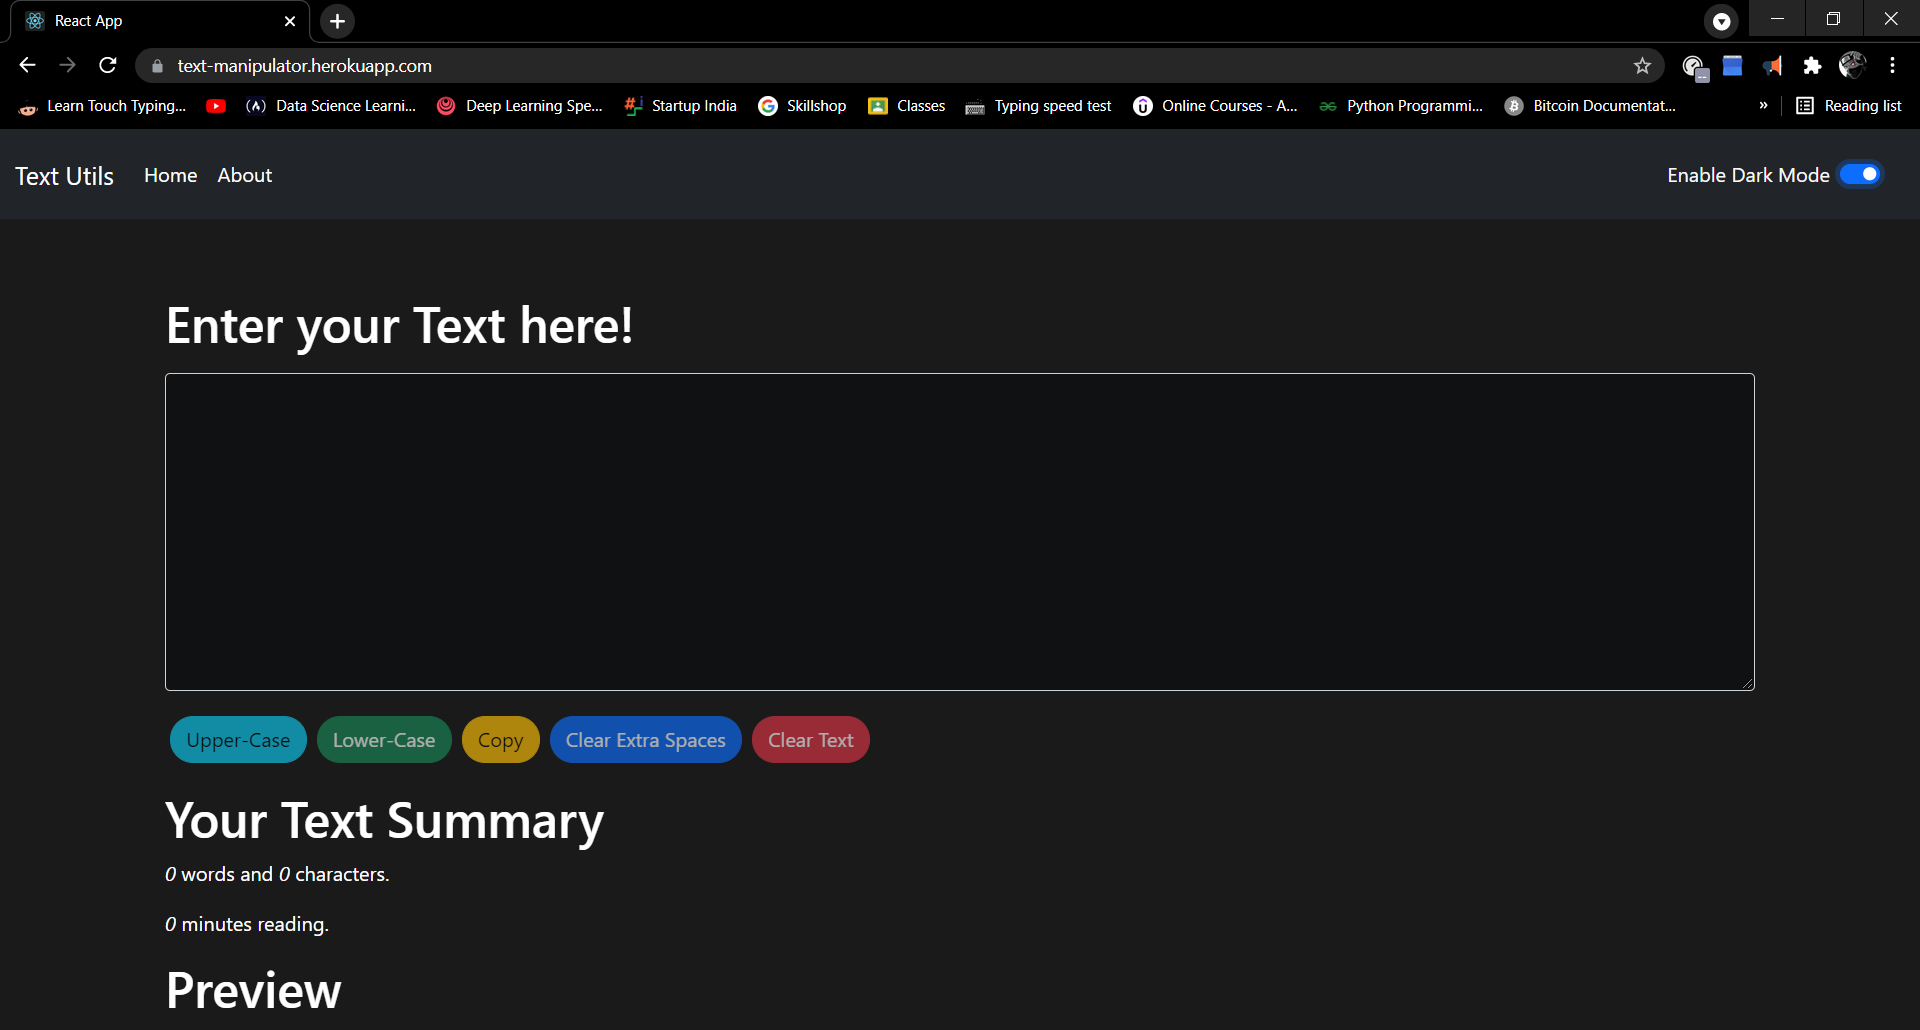 React App
text-manipulator.herokuapp.com
Learn Touch Typing... Data Science Learni... Deep Learning Spe... Startup India Skillshop Classes Typing speed test Online Courses - A... Python Programmi... Bitcoin Documentat... » Reading list
Text Utils Home About Enable Dark Mode
Enter your Text here!
Upper-Case Lower-Case Copy Clear Extra Spaces Clear Text
Your Text Summary
0 words and 0 characters.
0 minutes reading.
Preview